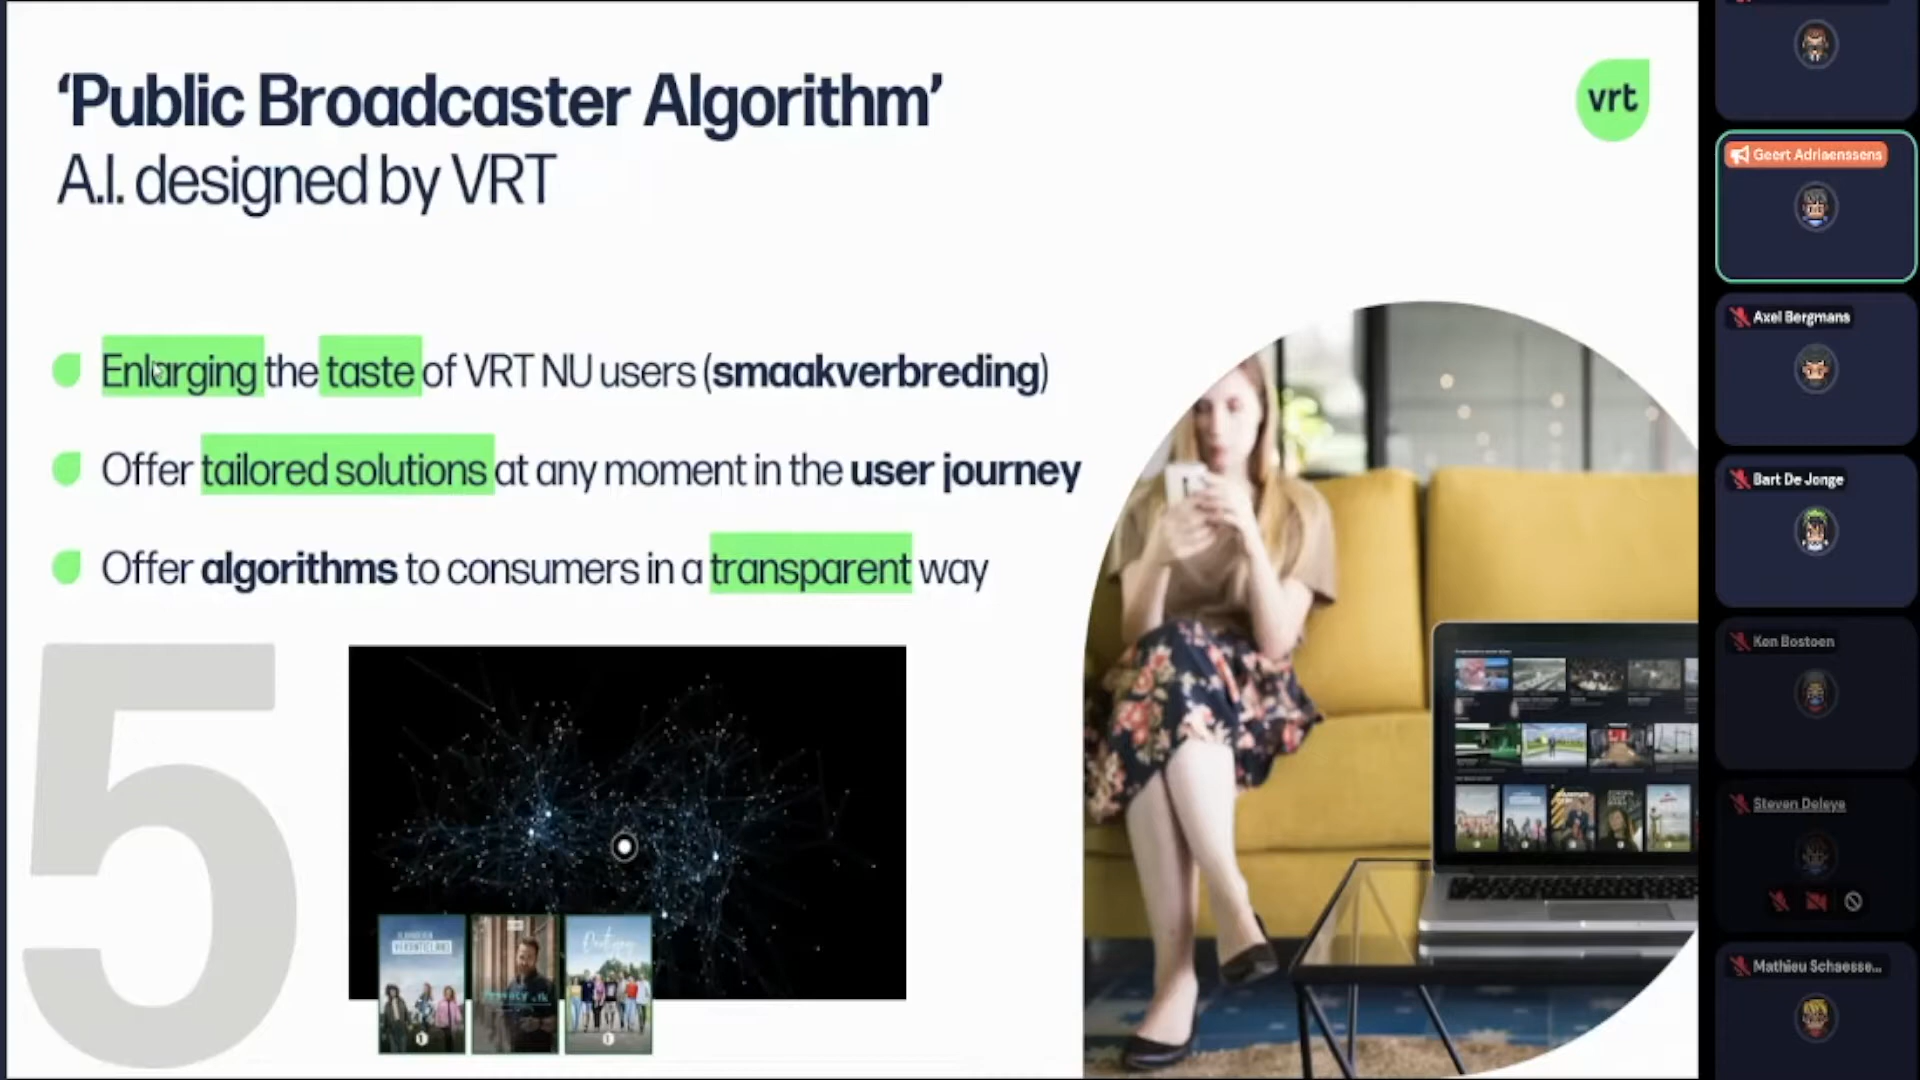 ‘Public Broadcaster Algorithm’
A.I. designed by VRT
vrt
Enlarging the taste of VRT NU users (smaakverbreding)
Offer tailored solutions at any moment in the user journey
Offer algorithms to consumers in a transparent way
5
Geert Adriaenssens
Axel Bergmans
Bart De Jonge
Ken Bostoen
Steven Deleye
Mathieu Schaesse...